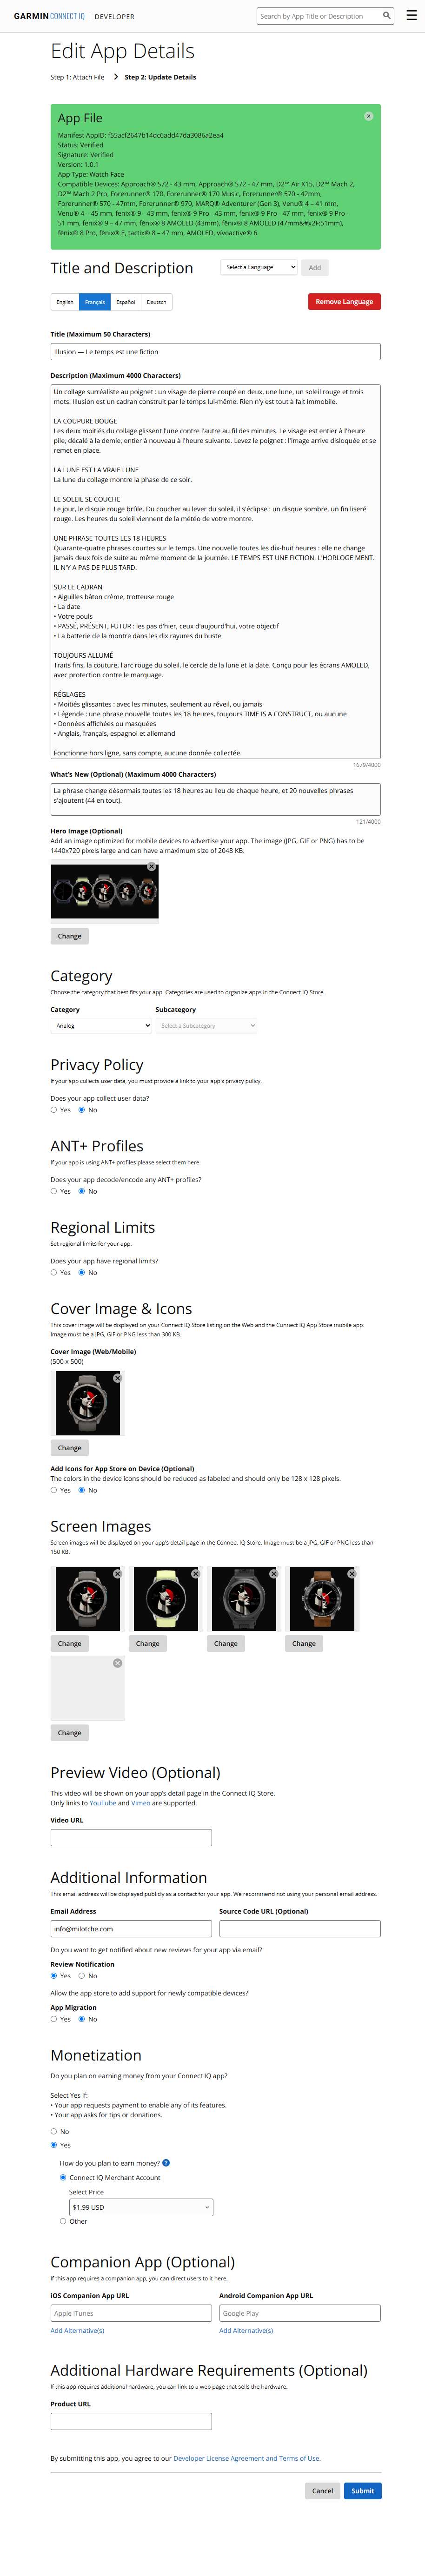 GARMIN CONNECT IQ | DEVELOPER
Search by App Title or Description
Edit App Details
Step 1: Attach File > Step 2: Update Details
App File
Manifest AppID: f55acf2647b14dc6add47da3086a2ea4
Status: Verified
Signature: Verified
Version: 1.0.1
App Type: Watch Face
Compatible Devices: Approach® S72 - 43 mm, Approach® S72 - 47 mm, D2™ Air X15, D2™ Mach 2,
D2™ Mach 2 Pro, Forerunner® 170, Forerunner® 170 Music, Forerunner® 570 - 42mm,
Forerunner® 570 - 47mm, Forerunner® 970, MARQ® Adventurer (Gen 3), Venu® 4 – 41 mm,
Venu® 4 – 45 mm, fēnix® 9 - 43 mm, fēnix® 9 Pro - 43 mm, fēnix® 9 Pro - 47 mm, fēnix® 9 Pro -
51 mm, fēnix® 9 – 47 mm, fēnix® 8 AMOLED (43mm), fēnix® 8 AMOLED (47mm&#x2F;51mm),
fēnix® 8 Pro, fēnix® E, tactix® 8 – 47 mm, AMOLED, vívoactive® 6
Title and Description
Select a Language
Add
English
Français
Español
Deutsch
Remove Language
Title (Maximum 50 Characters)
Illusion — Le temps est une fiction
Description (Maximum 4000 Characters)
Un collage surréaliste au poignet : un visage de pierre coupé en deux, une lune, un soleil rouge et trois
mots. Illusion est un cadran construit par le temps lui-même. Rien n'y est tout à fait immobile.
LA COUPURE BOUGE
Les deux moitiés du collage glissent l'une contre l'autre au fil des minutes. Le visage est entier à l'heure
pile, décalé à la demie, entier à nouveau à l'heure suivante. Levez le poignet : l'image arrive disloquée et se
remet en place.
LA LUNE EST LA VRAIE LUNE
La lune du collage montre la phase de ce soir.
LE SOLEIL SE COUCHE
Le jour, le disque rouge brûle. Du coucher au lever du soleil, il s'éclipse : un disque sombre, un fin liseré
rouge. Les heures du soleil viennent de la météo de votre montre.
UNE PHRASE TOUTES LES 18 HEURES
Quarante-quatre phrases courtes sur le temps. Une nouvelle toutes les dix-huit heures : elle ne change
jamais deux fois de suite au même moment de la journée. LE TEMPS EST UNE FICTION. L'HORLOGE MENT.
IL N'Y A PAS DE PLUS TARD.
SUR LE CADRAN
• Aiguilles bâton crème, trotteuse rouge
• La date
• Votre pouls
• PASSÉ, PRÉSENT, FUTUR : les pas d'hier, ceux d'aujourd'hui, votre objectif
• La batterie de la montre dans les dix rayures du buste
TOUJOURS ALLUMÉ
Traits fins, la couture, l'arc rouge du soleil, le cercle de la lune et la date. Conçu pour les écrans AMOLED,
avec protection contre le marquage.
RÉGLAGES
• Moitiés glissantes : avec les minutes, seulement au réveil, ou jamais
• Légende : une phrase nouvelle toutes les 18 heures, toujours TIME IS A CONSTRUCT, ou aucune
• Données affichées ou masquées
• Anglais, français, espagnol et allemand
Fonctionne hors ligne, sans compte, aucune donnée collectée.
1679/4000
What's New (Optional) (Maximum 4000 Characters)
La phrase change désormais toutes les 18 heures au lieu de chaque heure, et 20 nouvelles phrases
s'ajoutent (44 en tout).
121/4000
Hero Image (Optional)
Add an image optimized for mobile devices to advertise your app. The image (JPG, GIF or PNG) has to be
1440x720 pixels large and can have a maximum size of 2048 KB.
Change
Category
Choose the category that best fits your app. Categories are used to organize apps in the Connect IQ Store.
Category Subcategory
Analog Select a Subcategory
Privacy Policy
If your app collects user data, you must provide a link to your app's privacy policy.
Does your app collect user data?
Yes No
ANT+ Profiles
If your app is using ANT+ profiles please select them here.
Does your app decode/encode any ANT+ profiles?
Yes No
Regional Limits
Set regional limits for your app.
Does your app have regional limits?
Yes No
Cover Image & Icons
This cover image will be displayed on your Connect IQ Store listing on the Web and the Connect IQ App Store mobile app.
Image must be a JPG, GIF or PNG less than 300 KB.
Cover Image (Web/Mobile)
(500 x 500)
Change
Add Icons for App Store on Device (Optional)
The colors in the device icons should be reduced as labeled and should only be 128 x 128 pixels.
Yes No
Screen Images
Screen images will be displayed on your app's detail page in the Connect IQ Store. Image must be a JPG, GIF or PNG less than
150 KB.
Change Change Change Change
Change
Preview Video (Optional)
This video will be shown on your app's detail page in the Connect IQ Store.
Only links to YouTube and Vimeo are supported.
Video URL
Additional Information
This email address will be displayed publicly as a contact for your app. We recommend not using your personal email address.
Email Address Source Code URL (Optional)
info@milotche.com
Do you want to get notified about new reviews for your app via email?
Review Notification
Yes No
Allow the app store to add support for newly compatible devices?
App Migration
Yes No
Monetization
Do you plan on earning money from your Connect IQ app?
Select Yes if:
• Your app requests payment to enable any of its features.
• Your app asks for tips or donations.
No
Yes
How do you plan to earn money? ?
Connect IQ Merchant Account
Select Price
$1.99 USD
Other
Companion App (Optional)
If this app requires a companion app, you can direct users to it here.
iOS Companion App URL Android Companion App URL
Apple iTunes Google Play
Add Alternative(s) Add Alternative(s)
Additional Hardware Requirements (Optional)
If this app requires additional hardware, you can link to a web page that sells the hardware.
Product URL
By submitting this app, you agree to our Developer License Agreement and Terms of Use.
Cancel Submit